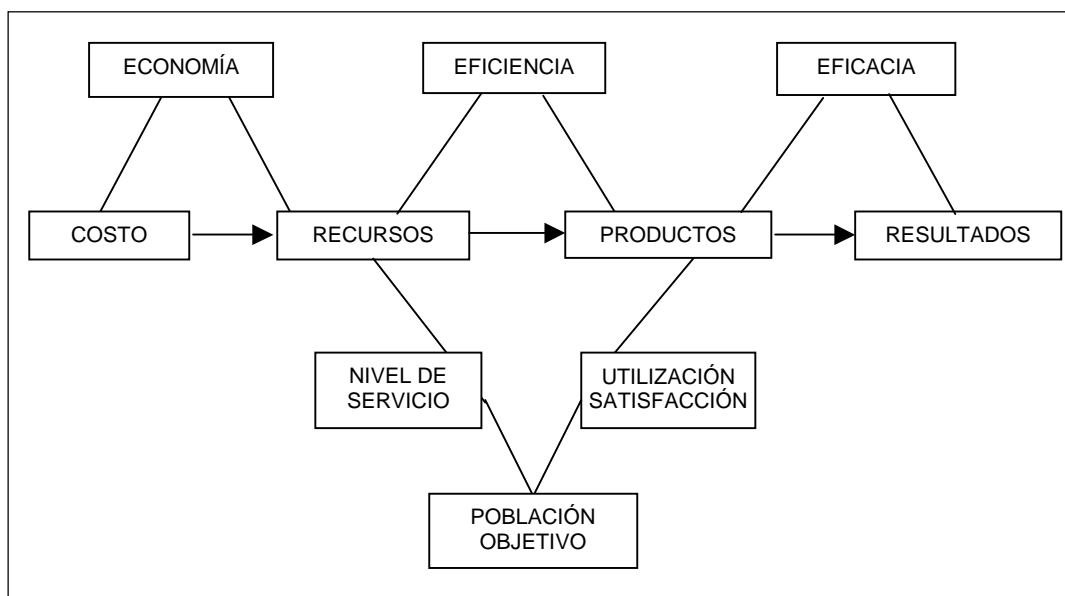 ECONOMÍA
EFICIENCIA
EFICACIA
COSTO
RECURSOS
PRODUCTOS
RESULTADOS
NIVEL DE
SERVICIO
UTILIZACIÓN
SATISFACCIÓN
POBLACIÓN
OBJETIVO